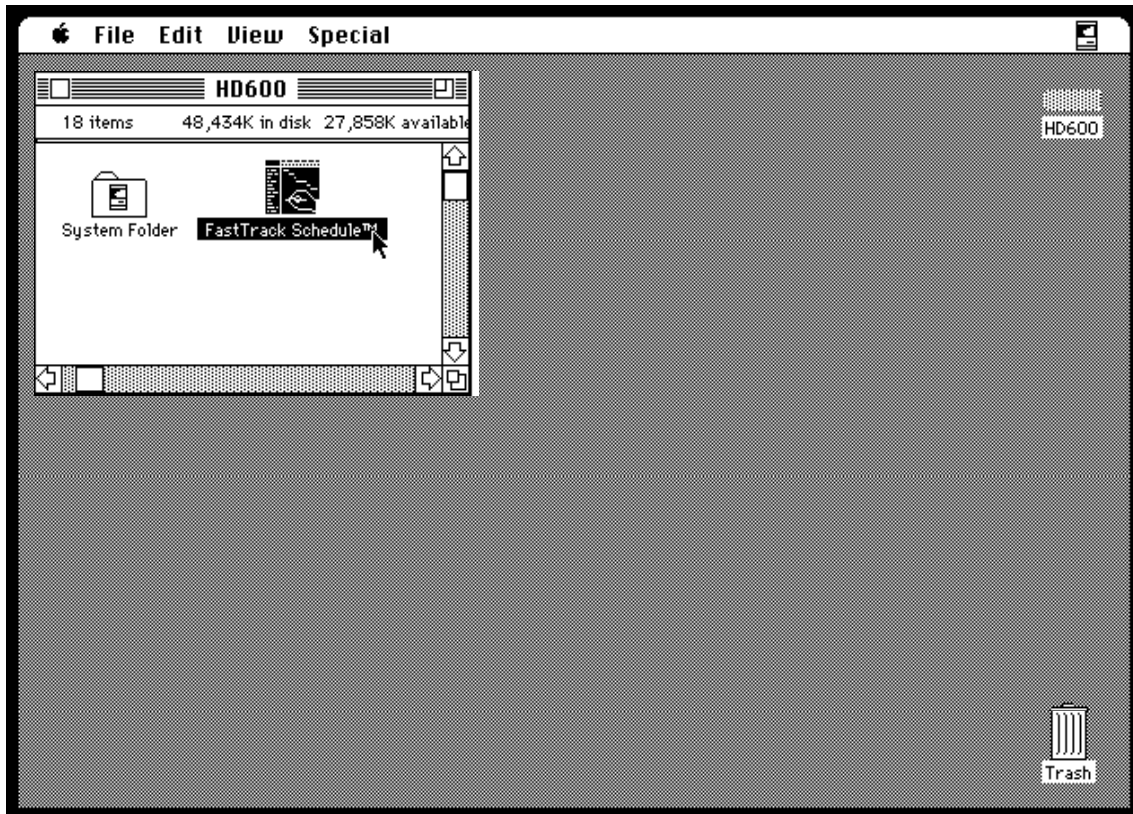 File Edit View Special
HD600
18 items 48,434K in disk 27,858K available
System Folder FastTrack Schedule™
HD600
Trash